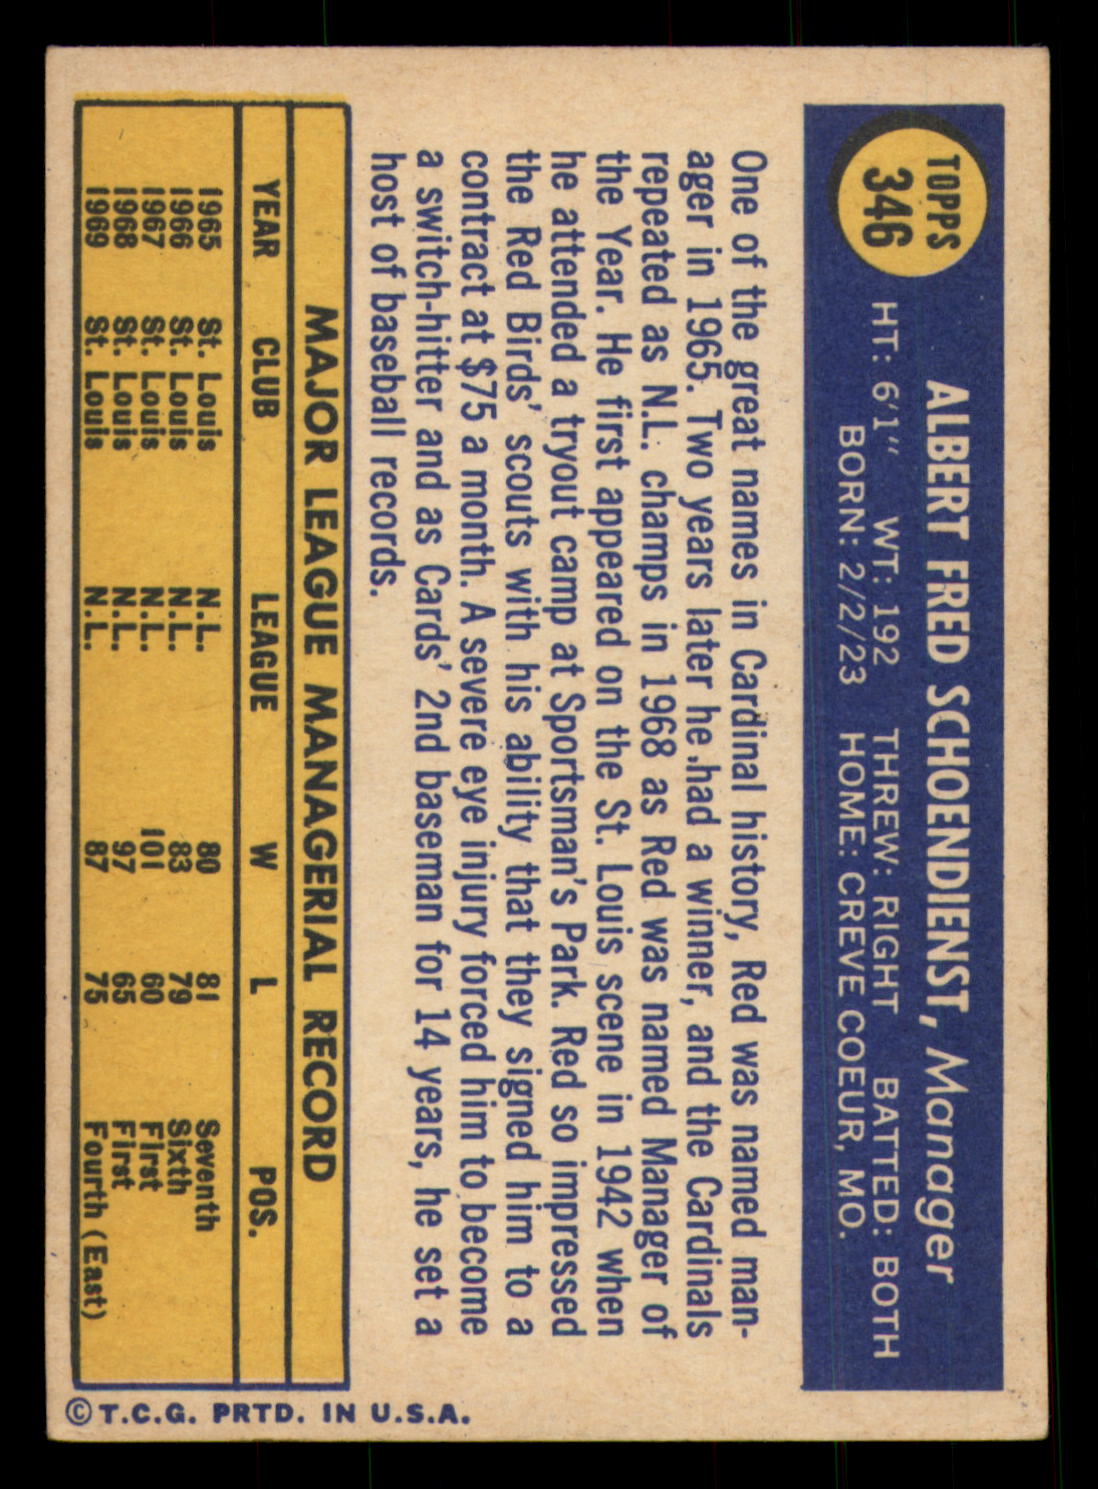 TOPPS
346
ALBERT FRED SCHOENDIENST, Manager
HT: 6'1" WT: 192 THREW: RIGHT BATTED: BOTH
BORN: 2/2/23 HOME: CREVE COEUR, MO.
One of the great names in Cardinal history, Red was named man-
ager in 1965. Two years later he had a winner, and the Cardinals
repeated as N.L. champs in 1968 as Red was named Manager of
the Year. He first appeared on the St. Louis scene in 1942 when
he attended a tryout camp at Sportsman's Park. Red so impressed
the Red Birds' scouts with his ability that they signed him to a
contract at $75 a month. A severe eye injury forced him to become
a switch-hitter and as Cards' 2nd baseman for 14 years, he set a
host of baseball records.
MAJOR LEAGUE MANAGERIAL RECORD
YEAR CLUB LEAGUE W L POS.
1965 St. Louis N.L. 80 81 Seventh
1966 St. Louis N.L. 83 79 Sixth
1967 St. Louis N.L. 101 60 First
1968 St. Louis N.L. 97 65 First
1969 St. Louis N.L. 87 75 Fourth (East)
© T.C.G. PRTD. IN U.S.A.